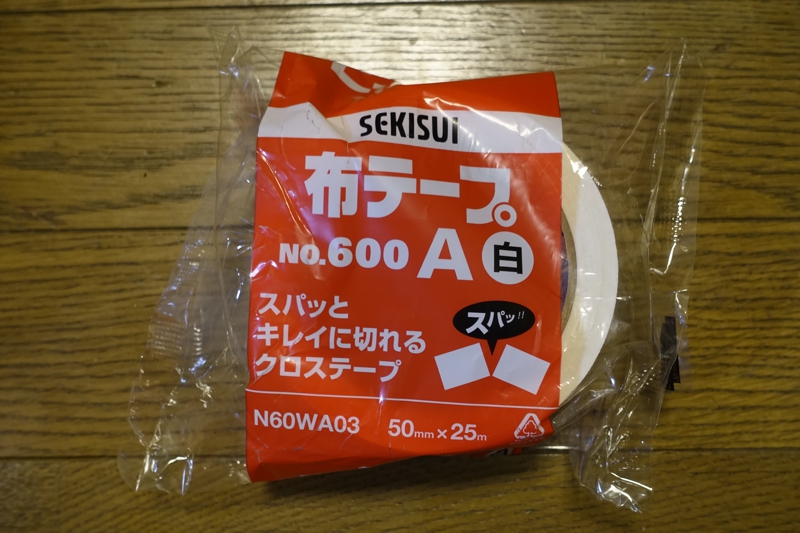 SEKISUI
布テープ
NO.600 A 白
スパッと
キレイに切れる
クロステープ
スパッ!!
N60WA03 50mm×25m